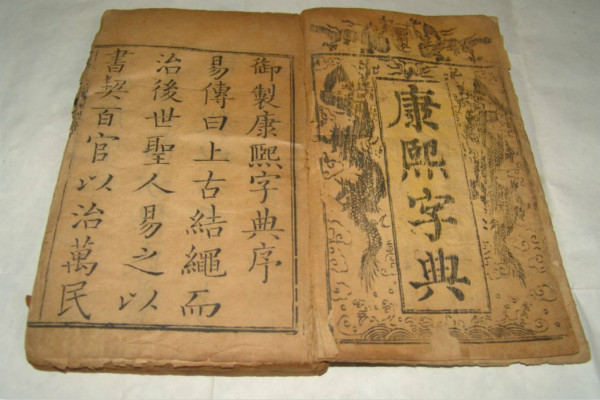 康熙字典
御製康熙字典序
易傳曰上古結繩而
治後世聖人易之以
書契百官以治萬民